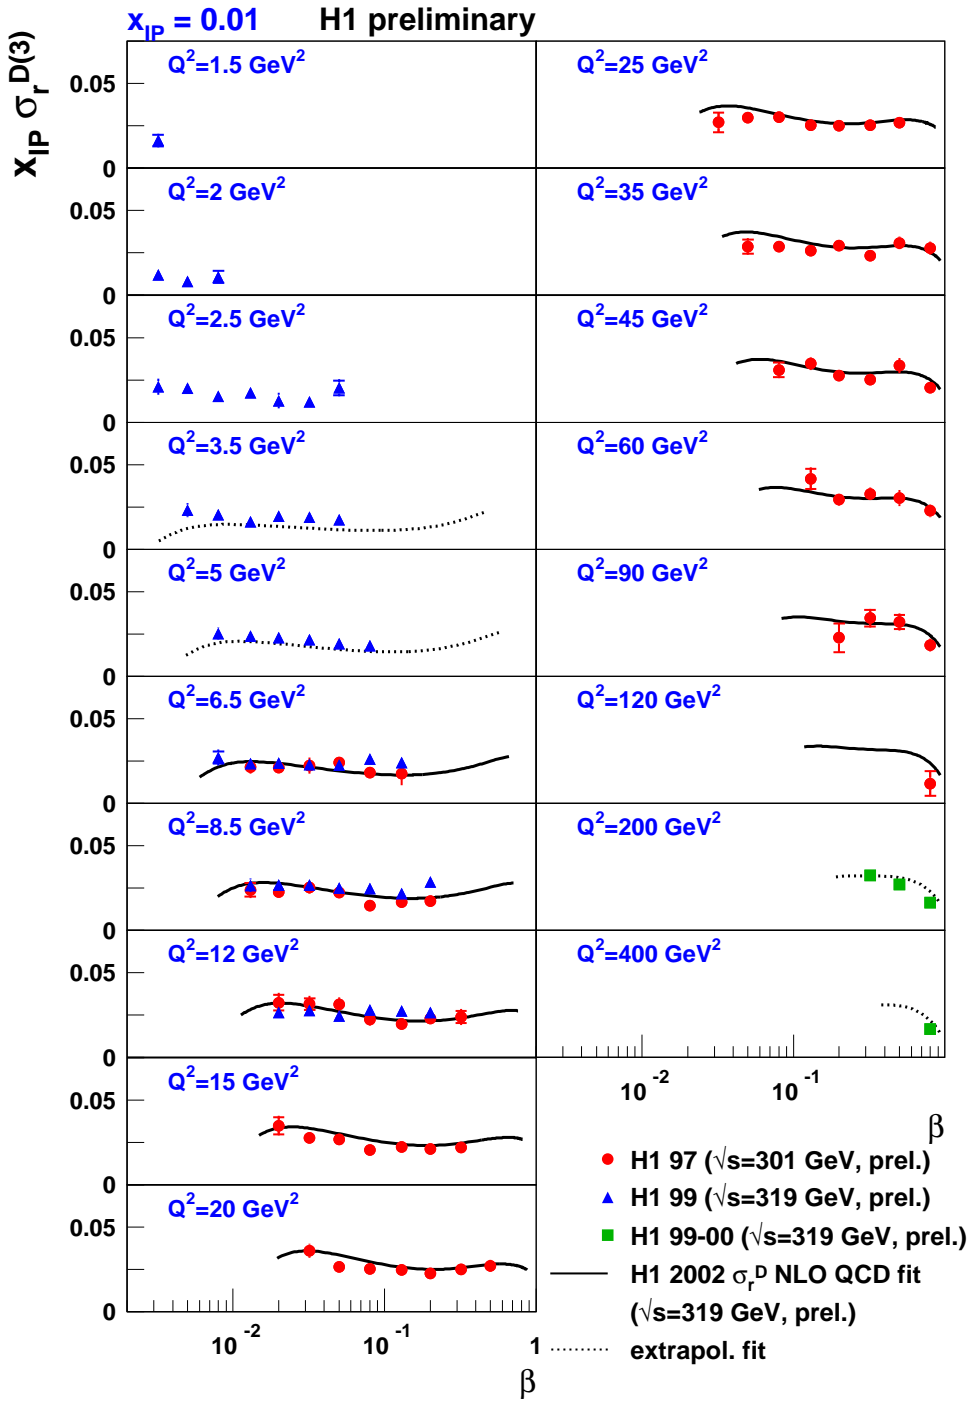 x_IP = 0.01 H1 preliminary
x_IP σ_r^D(3)
Q²=1.5 GeV²
0.05
0
Q²=2 GeV²
0.05
0
Q²=2.5 GeV²
0.05
0
Q²=3.5 GeV²
0.05
0
Q²=5 GeV²
0.05
0
Q²=6.5 GeV²
0.05
0
Q²=8.5 GeV²
0.05
0
Q²=12 GeV²
0.05
0
Q²=15 GeV²
0.05
0
Q²=20 GeV²
0.05
0
10⁻² 10⁻¹ 1
β
Q²=25 GeV²
Q²=35 GeV²
Q²=45 GeV²
Q²=60 GeV²
Q²=90 GeV²
Q²=120 GeV²
Q²=200 GeV²
Q²=400 GeV²
10⁻² 10⁻¹
β
H1 97 (√s=301 GeV, prel.)
H1 99 (√s=319 GeV, prel.)
H1 99-00 (√s=319 GeV, prel.)
H1 2002 σ_r^D NLO QCD fit
(√s=319 GeV, prel.)
extrapol. fit